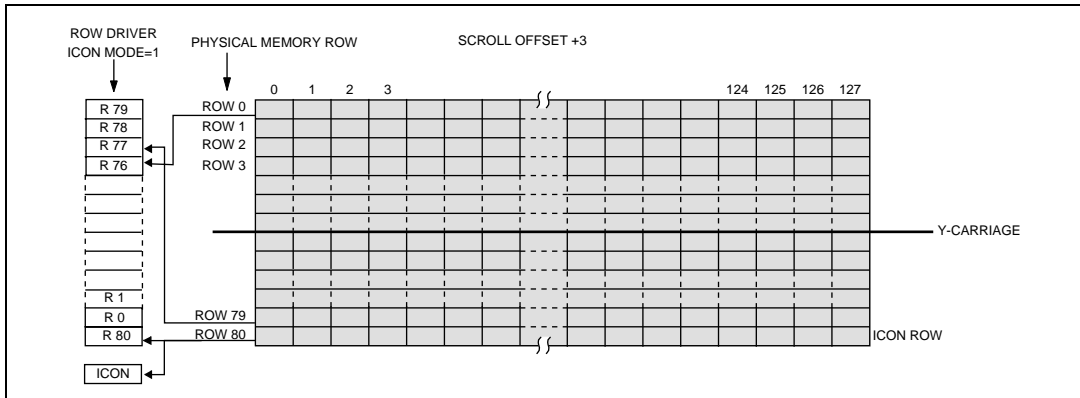 ROW DRIVER
ICON MODE=1
PHYSICAL MEMORY ROW
SCROLL OFFSET +3
0 1 2 3 124 125 126 127
R 79 ROW 0
R 78 ROW 1
R 77 ROW 2
R 76 ROW 3
Y-CARRIAGE
R 1
R 0 ROW 79
R 80 ROW 80 ICON ROW
ICON